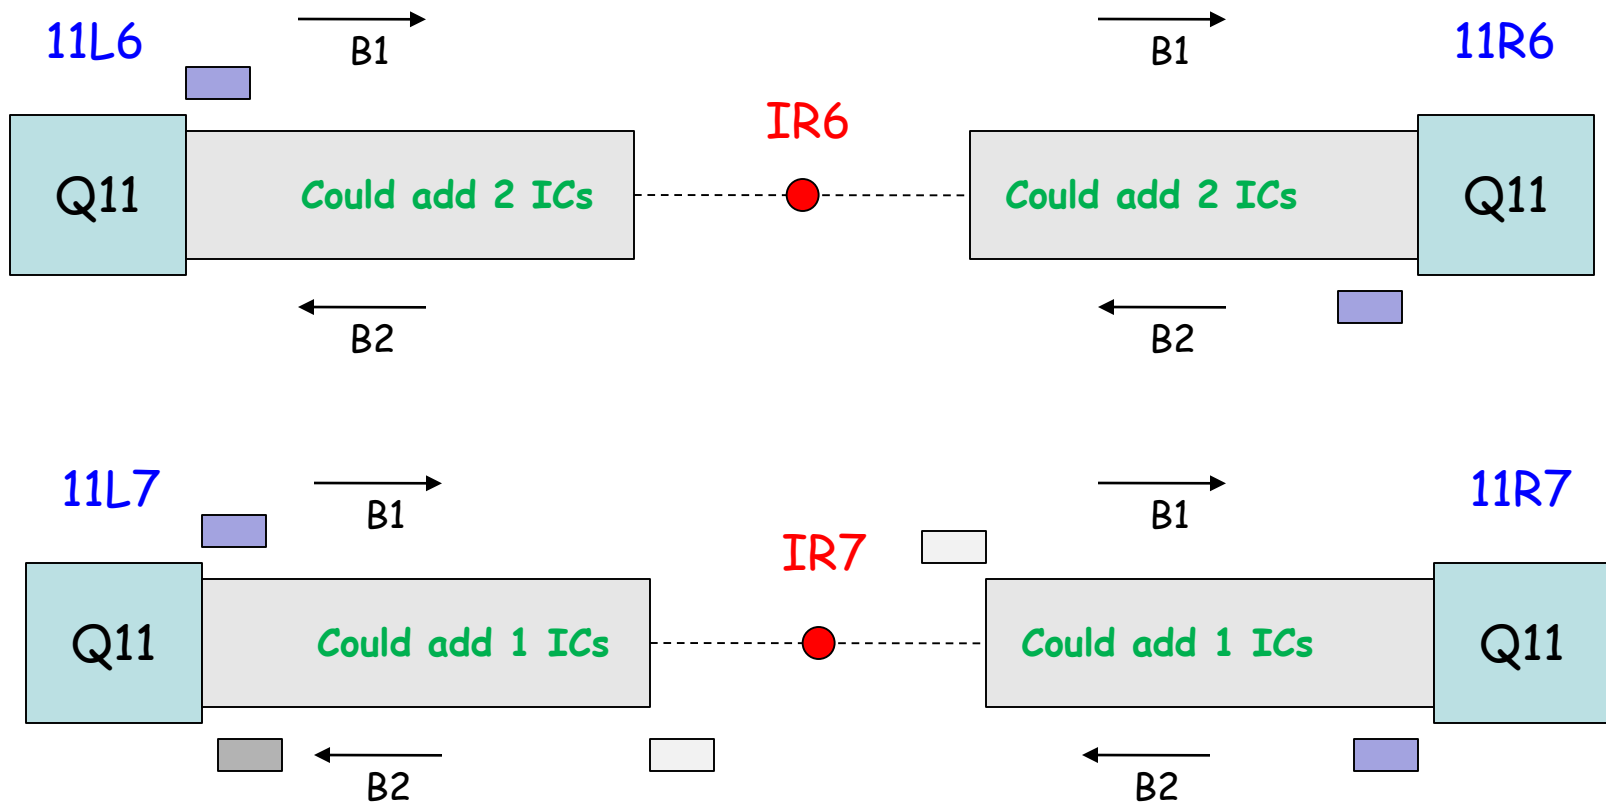 11L6
B1
B1
11R6
IR6
Q11
Could add 2 ICs
Could add 2 ICs
Q11
B2
B2
11L7
B1
B1
11R7
IR7
Q11
Could add 1 ICs
Could add 1 ICs
Q11
B2
B2